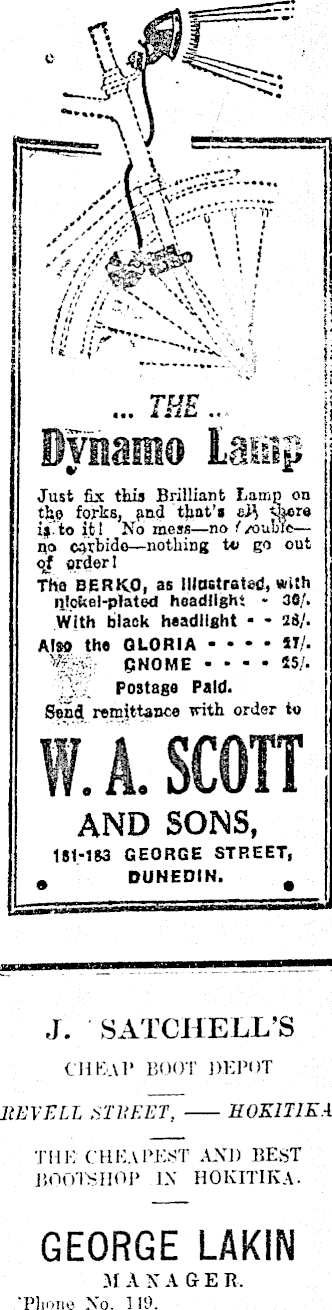 ... THE ...
Dynamo Lamp
Just fix this Brilliant Lamp on
the forks, and that's all there
is to it! No mess—no trouble—
no carbide—nothing to go out
of order!
The BERKO, as illustrated, with
nickel-plated headlight - 30/.
With black headlight - - 28/.
Also the GLORIA - - - - 27/.
GNOME - - - - 25/.
Postage Paid.
Send remittance with order to
W. A. SCOTT
AND SONS,
181-183 GEORGE STREET,
DUNEDIN.
J. SATCHELL'S
CHEAP BOOT DEPOT
REVELL STREET, — HOKITIKA
THE CHEAPEST AND BEST
BOOTSHOP IN HOKITIKA.
GEORGE LAKIN
MANAGER.
'Phone No. 149.